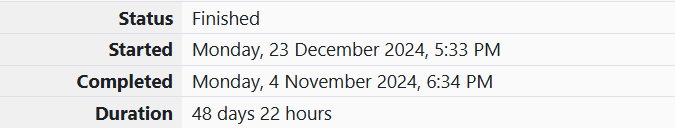 Status Finished
Started Monday, 23 December 2024, 5:33 PM
Completed Monday, 4 November 2024, 6:34 PM
Duration 48 days 22 hours